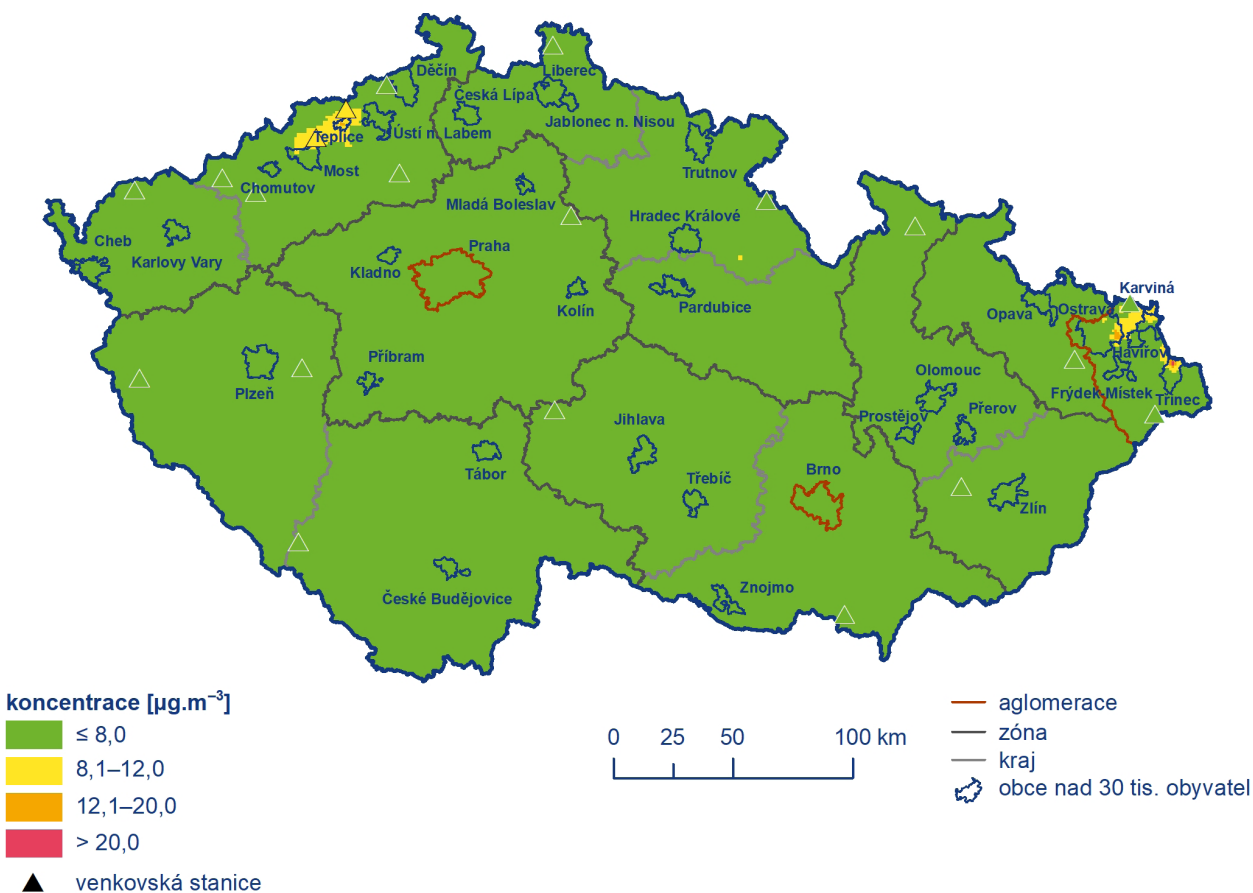 Děčín
Liberec
Česká Lípa
Jablonec n. Nisou
Teplice
Ústí n. Labem
Trutnov
Most
Chomutov
Mladá Boleslav
Hradec Králové
Cheb
Karlovy Vary
Praha
Kladno
Kolín
Pardubice
Karviná
Opava
Ostrava
Havířov
Příbram
Plzeň
Olomouc
Frýdek-Místek
Třinec
Prostějov
Přerov
Jihlava
Tábor
Třebíč
Brno
Zlín
České Budějovice
Znojmo
koncentrace [µg.m⁻³]
≤ 8,0
8,1–12,0
12,1–20,0
> 20,0
venkovská stanice
0 25 50 100 km
aglomerace
zóna
kraj
obce nad 30 tis. obyvatel